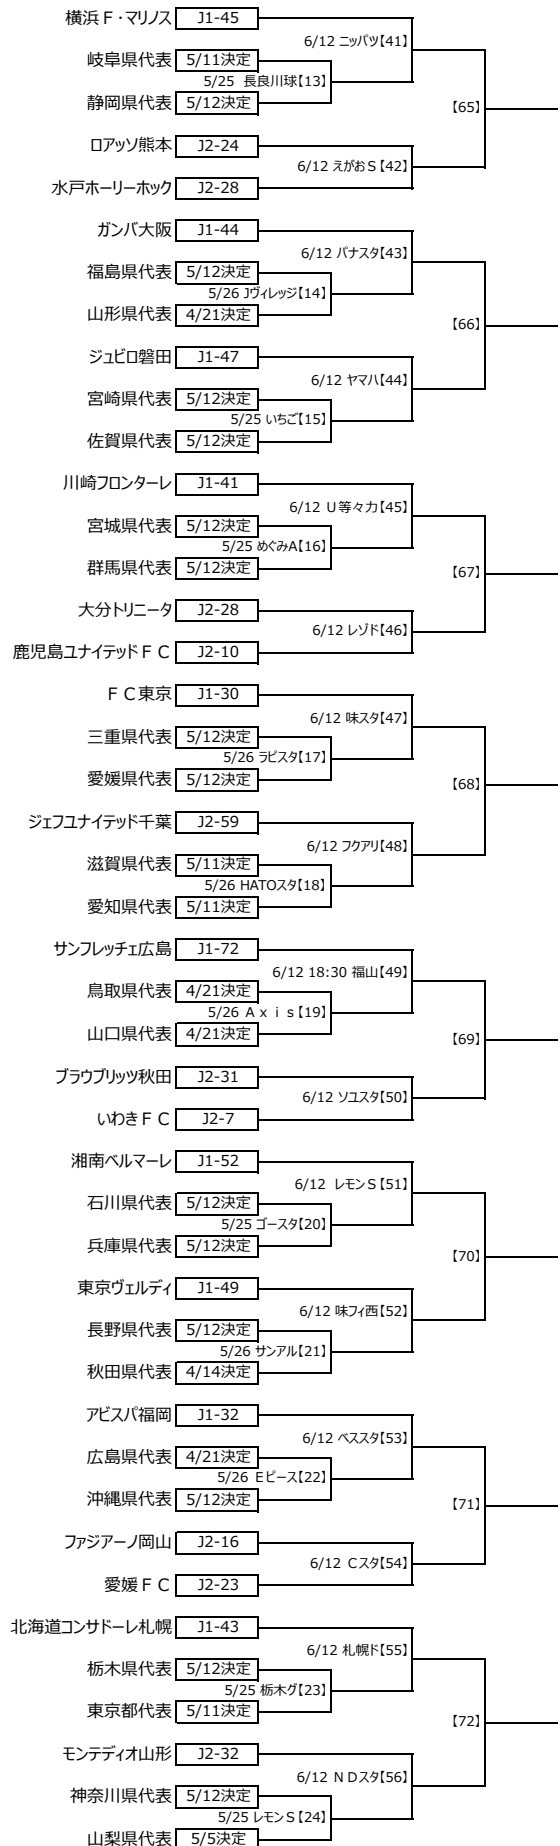 横浜Ｆ・マリノス J1-45
6/12 ニッパツ【41】
岐阜県代表 5/11決定
5/25 長良川球【13】
静岡県代表 5/12決定
【65】
ロアッソ熊本 J2-24
6/12 えがおＳ【42】
水戸ホーリーホック J2-28
ガンバ大阪 J1-44
6/12 パナスタ【43】
福島県代表 5/12決定
5/26 Jヴィレッジ【14】
山形県代表 4/21決定
【66】
ジュビロ磐田 J1-47
6/12 ヤマハ【44】
宮崎県代表 5/12決定
5/25 いちご【15】
佐賀県代表 5/12決定
川崎フロンターレ J1-41
6/12 Ｕ等々力【45】
宮城県代表 5/12決定
5/25 めぐみA【16】
群馬県代表 5/12決定
【67】
大分トリニータ J2-28
6/12 レゾド【46】
鹿児島ユナイテッドＦＣ J2-10
ＦＣ東京 J1-30
6/12 味スタ【47】
三重県代表 5/12決定
5/26 ラピスタ【17】
愛媛県代表 5/12決定
【68】
ジェフユナイテッド千葉 J2-59
6/12 フクアリ【48】
滋賀県代表 5/11決定
5/26 HATOスタ【18】
愛知県代表 5/11決定
サンフレッチェ広島 J1-72
6/12 18:30 福山【49】
鳥取県代表 4/21決定
5/26 Ａｘｉｓ【19】
山口県代表 4/21決定
【69】
ブラウブリッツ秋田 J2-31
6/12 ソユスタ【50】
いわきＦＣ J2-7
湘南ベルマーレ J1-52
6/12 レモンＳ【51】
石川県代表 5/12決定
5/25 ゴースタ【20】
兵庫県代表 5/12決定
【70】
東京ヴェルディ J1-49
6/12 味フィ西【52】
長野県代表 5/12決定
5/26 サンアル【21】
秋田県代表 4/14決定
アビスパ福岡 J1-32
6/12 ベススタ【53】
広島県代表 4/21決定
5/26 Ｅピース【22】
沖縄県代表 5/12決定
【71】
ファジアーノ岡山 J2-16
6/12 Ｃスタ【54】
愛媛ＦＣ J2-23
北海道コンサドーレ札幌 J1-43
6/12 札幌ド【55】
栃木県代表 5/12決定
5/25 栃木グ【23】
東京都代表 5/11決定
【72】
モンテディオ山形 J2-32
6/12 ＮＤスタ【56】
神奈川県代表 5/12決定
5/25 レモンＳ【24】
山梨県代表 5/5決定